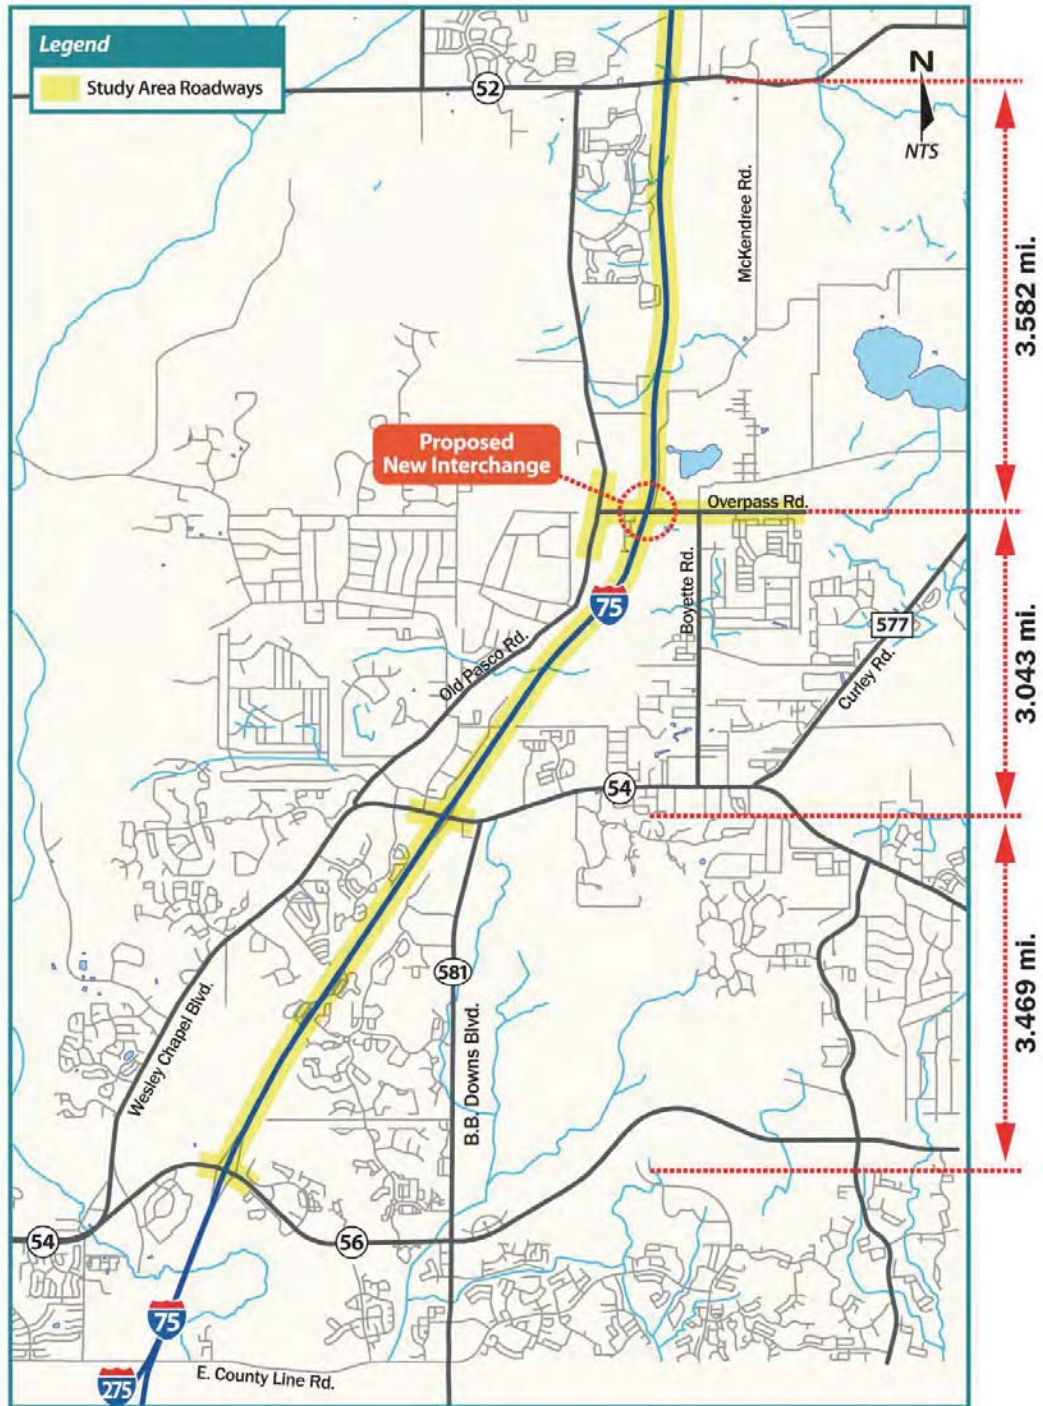 Legend
Study Area Roadways
52
N
NTS
McKendree Rd.
3.582 mi.
Proposed
New Interchange
Overpass Rd.
75
Boyette Rd.
577
Old Pasco Rd.
Curley Rd.
3.043 mi.
54
581
Wesley Chapel Blvd.
B.B. Downs Blvd.
3.469 mi.
54
56
75
275
E. County Line Rd.